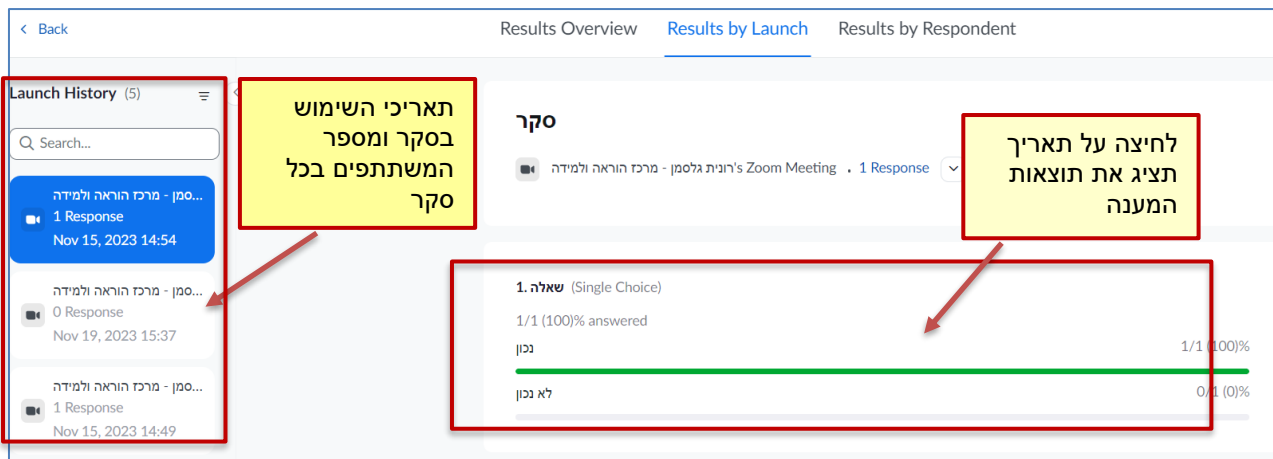 Back
Results Overview Results by Launch Results by Respondent
Launch History (5)
Search...
...סמן - מרכז הוראה ולמידה
1 Response
Nov 15, 2023 14:54
...סמן - מרכז הוראה ולמידה
0 Response
Nov 19, 2023 15:37
...סמן - מרכז הוראה ולמידה
1 Response
Nov 15, 2023 14:49
תאריכי השימוש
בסקר ומספר
המשתתפים בכל
סקר
סקר
רונית גלסמן - מרכז הוראה ולמידה's Zoom Meeting . 1 Response
לחיצה על תאריך
תציג את תוצאות
המענה
1. שאלה (Single Choice)
1/1 (100)% answered
נכון 1/1 (100)%
לא נכון 0/1 (0)%